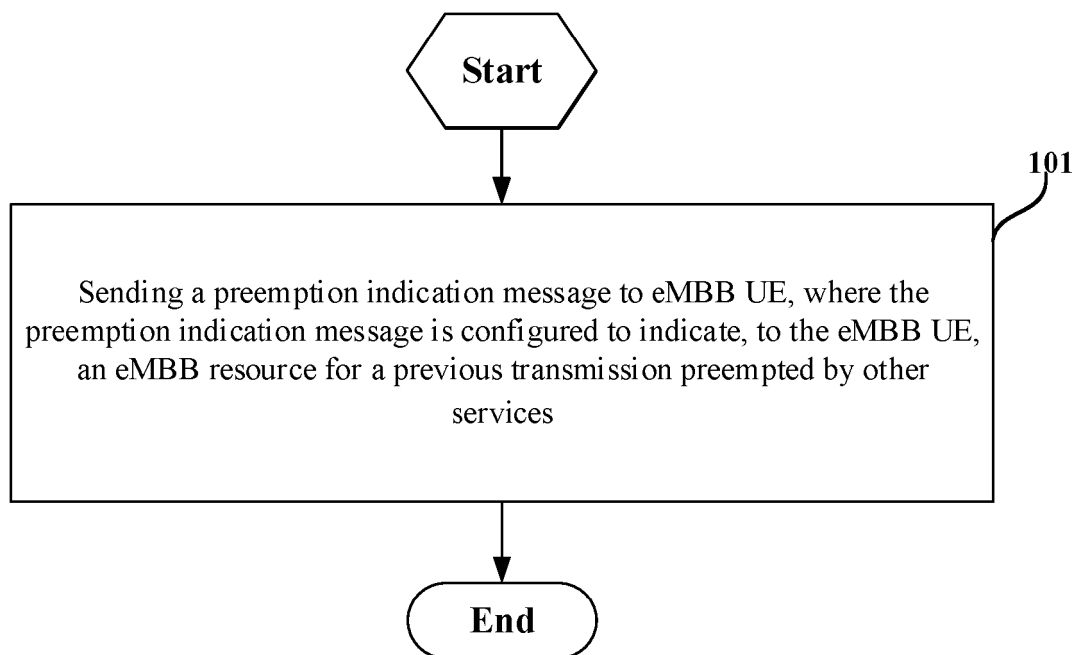 Start
101
Sending a preemption indication message to eMBB UE, where the
preemption indication message is configured to indicate, to the eMBB UE,
an eMBB resource for a previous transmission preempted by other
services
End